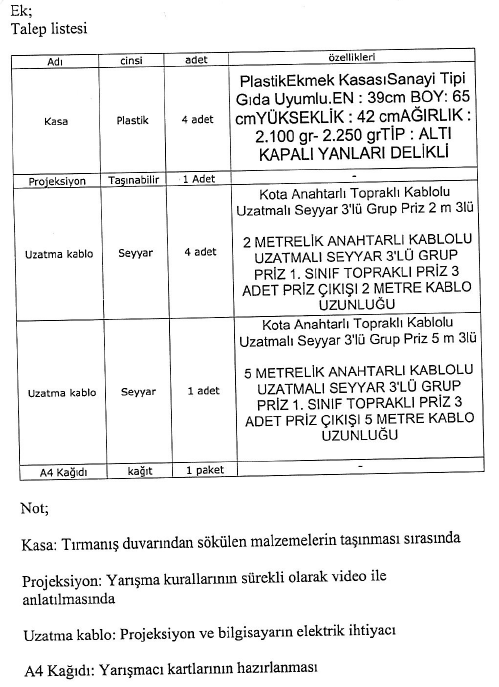 Ek;
Talep listesi
Adı cinsi adet özellikleri
Kasa Plastik 4 adet PlastikEkmek KasasıSanayi Tipi
Gıda Uyumlu.EN : 39cm BOY: 65
cmYÜKSEKLİK : 42 cmAĞIRLIK :
2.100 gr- 2.250 grTİP : ALTI
KAPALI YANLARI DELİKLİ
Projeksiyon Taşınabilir 1 Adet -
Uzatma kablo Seyyar 4 adet Kota Anahtarlı Topraklı Kablolu
Uzatmalı Seyyar 3'lü Grup Priz 2 m 3lü
2 METRELİK ANAHTARLI KABLOLU
UZATMALI SEYYAR 3'LÜ GRUP
PRİZ 1. SINIF TOPRAKLI PRİZ 3
ADET PRİZ ÇIKIŞI 2 METRE KABLO
UZUNLUĞU
Uzatma kablo Seyyar 1 adet Kota Anahtarlı Topraklı Kablolu
Uzatmalı Seyyar 3'lü Grup Priz 5 m 3lü
5 METRELİK ANAHTARLI KABLOLU
UZATMALI SEYYAR 3'LÜ GRUP
PRİZ 1. SINIF TOPRAKLI PRİZ 3
ADET PRİZ ÇIKIŞI 5 METRE KABLO
UZUNLUĞU
A4 Kağıdı kağıt 1 paket -
Not;
Kasa: Tırmanış duvarından sökülen malzemelerin taşınması sırasında
Projeksiyon: Yarışma kurallarının sürekli olarak video ile
anlatılmasında
Uzatma kablo: Projeksiyon ve bilgisayarın elektrik ihtiyacı
A4 Kağıdı: Yarışmacı kartlarının hazırlanması